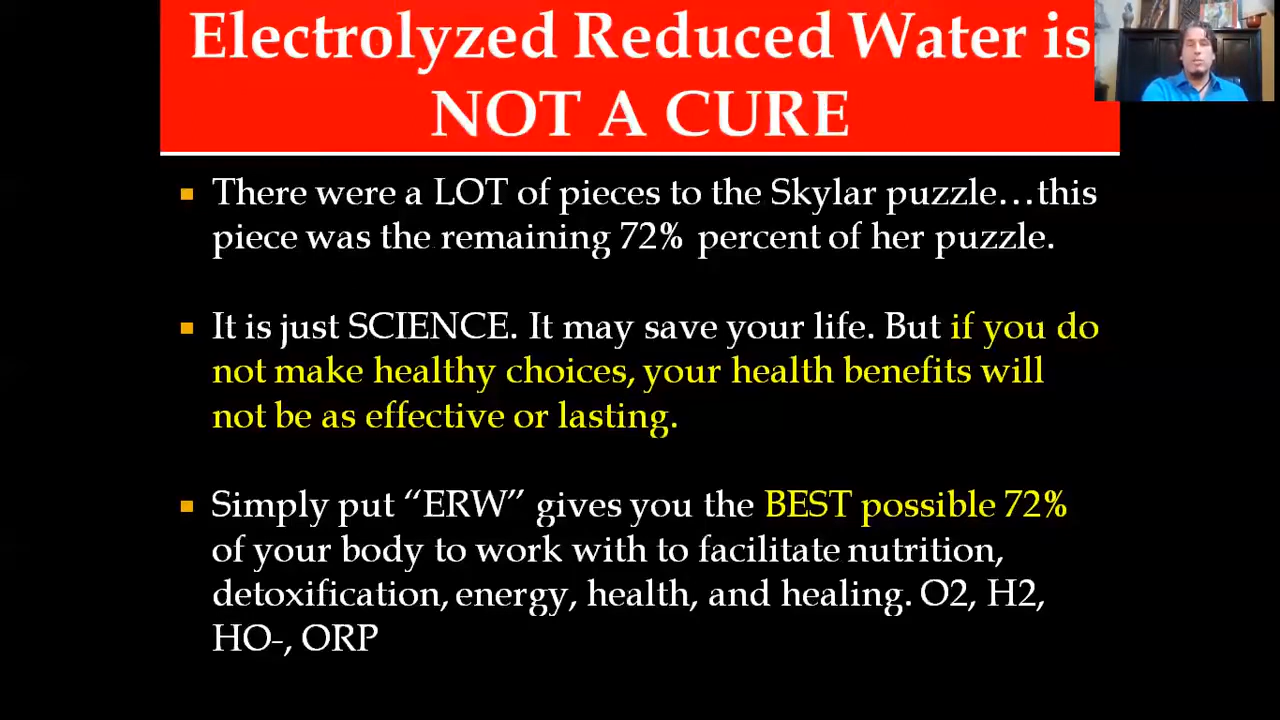 Electrolyzed Reduced Water is
NOT A CURE
There were a LOT of pieces to the Skylar puzzle…this
piece was the remaining 72% percent of her puzzle.
It is just SCIENCE. It may save your life. But if you do
not make healthy choices, your health benefits will
not be as effective or lasting.
Simply put “ERW” gives you the BEST possible 72%
of your body to work with to facilitate nutrition,
detoxification, energy, health, and healing. O2, H2,
HO-, ORP